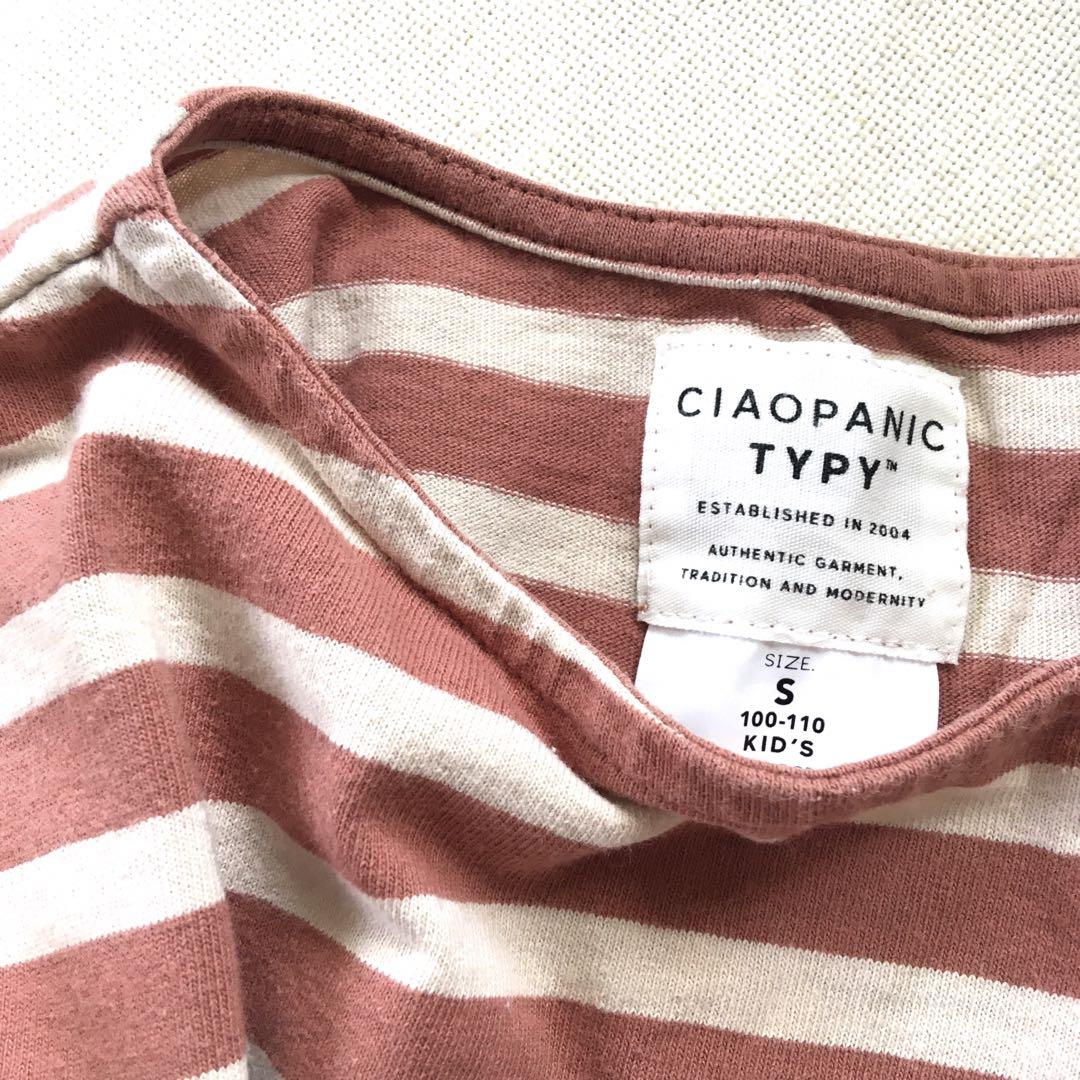 CIAOPANIC
TYPY™
ESTABLISHED IN 2004
AUTHENTIC GARMENT,
TRADITION AND MODERNITY
SIZE.
S
100-110
KID'S